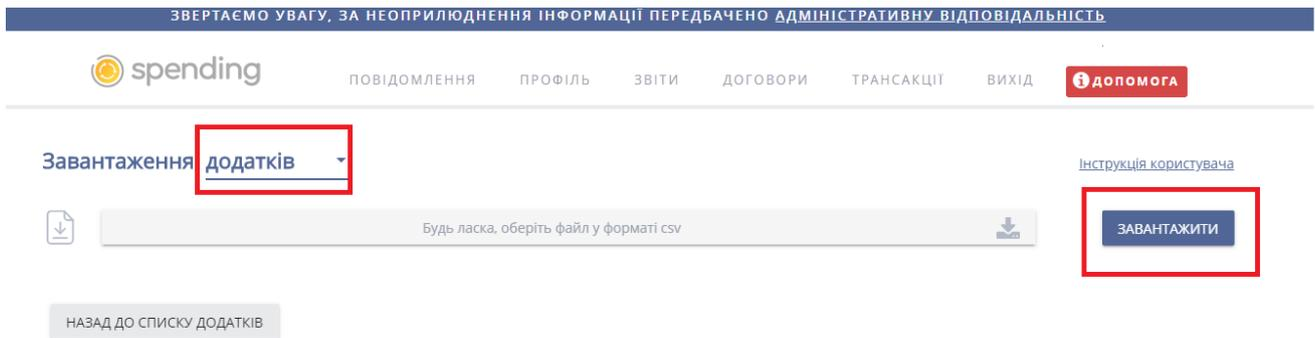 ЗВЕРТАЄМО УВАГУ, ЗА НЕОПРИЛЮДНЕННЯ ІНФОРМАЦІЇ ПЕРЕДБАЧЕНО АДМІНІСТРАТИВНУ ВІДПОВІДАЛЬНІСТЬ
spending ПОВІДОМЛЕННЯ ПРОФІЛЬ ЗВІТИ ДОГОВОРИ ТРАНСАКЦІЇ ВИХІД ДОПОМОГА
Завантаження додатків Інструкція користувача
Будь ласка, оберіть файл у форматі csv ЗАВАНТАЖИТИ
НАЗАД ДО СПИСКУ ДОДАТКІВ